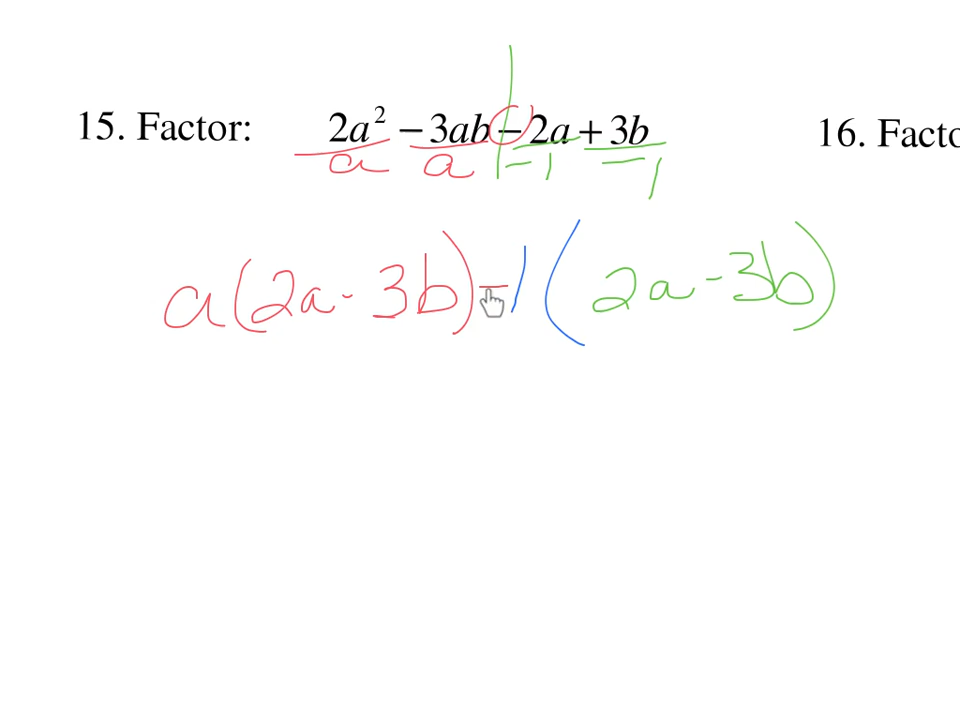 15. Factor: 2a² − 3ab − 2a + 3b 16. Facto
a a −1 −1
a(2a - 3b) -1(2a - 3b)